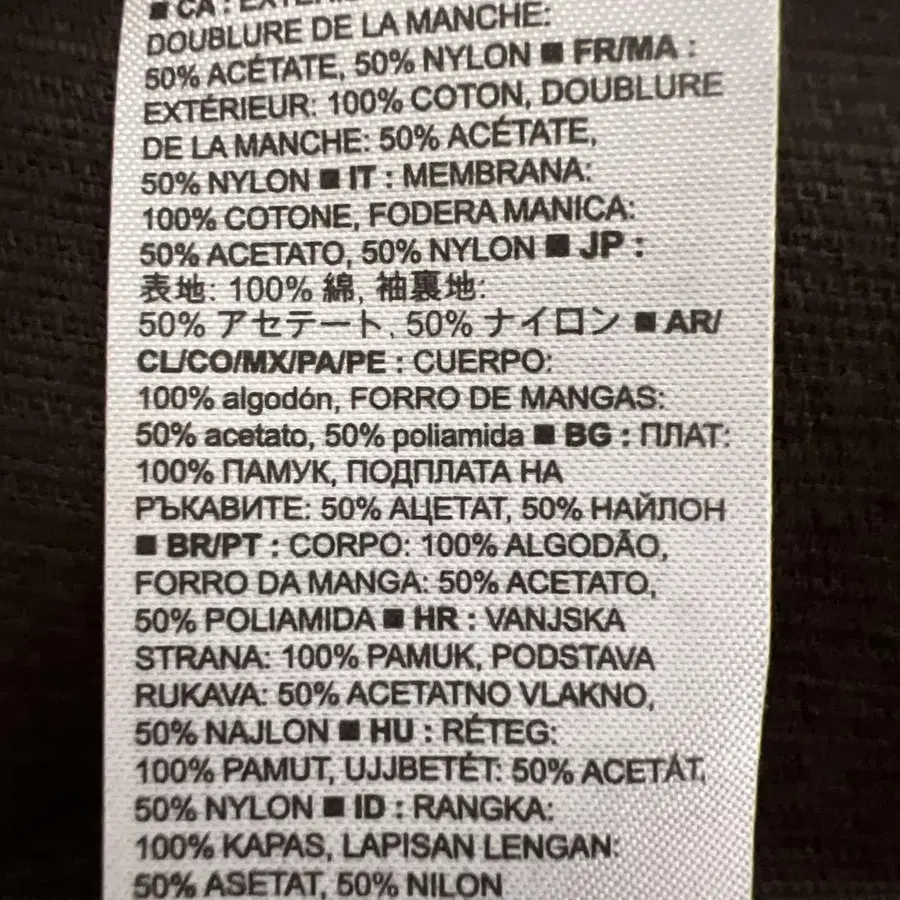 ■ CA : EXTÉRIEUR
DOUBLURE DE LA MANCHE:
50% ACÉTATE, 50% NYLON ■ FR/MA :
EXTÉRIEUR: 100% COTON, DOUBLURE
DE LA MANCHE: 50% ACÉTATE,
50% NYLON ■ IT : MEMBRANA:
100% COTONE, FODERA MANICA:
50% ACETATO, 50% NYLON ■ JP :
表地: 100% 綿, 袖裏地:
50% アセテート, 50% ナイロン ■ AR/
CL/CO/MX/PA/PE : CUERPO:
100% algodón, FORRO DE MANGAS:
50% acetato, 50% poliamida ■ BG : ПЛАТ:
100% ПАМУК, ПОДПЛАТА НА
РЪКАВИТЕ: 50% АЦЕТАТ, 50% НАЙЛОН
■ BR/PT : CORPO: 100% ALGODÃO,
FORRO DA MANGA: 50% ACETATO,
50% POLIAMIDA ■ HR : VANJSKA
STRANA: 100% PAMUK, PODSTAVA
RUKAVA: 50% ACETATNO VLAKNO,
50% NAJLON ■ HU : RÉTEG:
100% PAMUT, UJJBETÉT: 50% ACETÁT,
50% NYLON ■ ID : RANGKA:
100% KAPAS, LAPISAN LENGAN:
50% ASETAT, 50% NILON